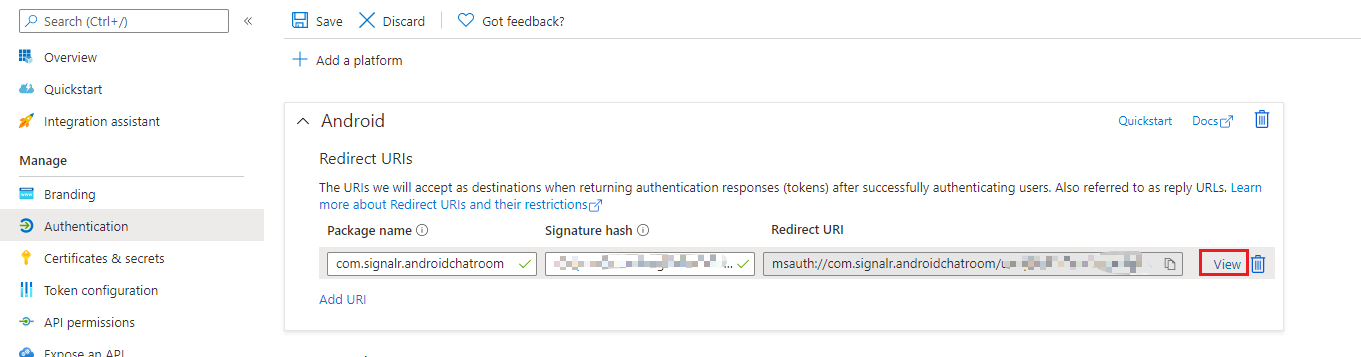 Search (Ctrl+/)
«
Save
Discard
Got feedback?
Overview
Quickstart
Integration assistant
Manage
Branding
Authentication
Certificates & secrets
Token configuration
API permissions
Expose an API
Add a platform
Android
Quickstart
Docs
Redirect URIs
The URIs we will accept as destinations when returning authentication responses (tokens) after successfully authenticating users. Also referred to as reply URLs. Learn
more about Redirect URIs and their restrictions
Package name
Signature hash
Redirect URI
com.signalr.androidchatroom
...
msauth://com.signalr.androidchatroom/
View
Add URI